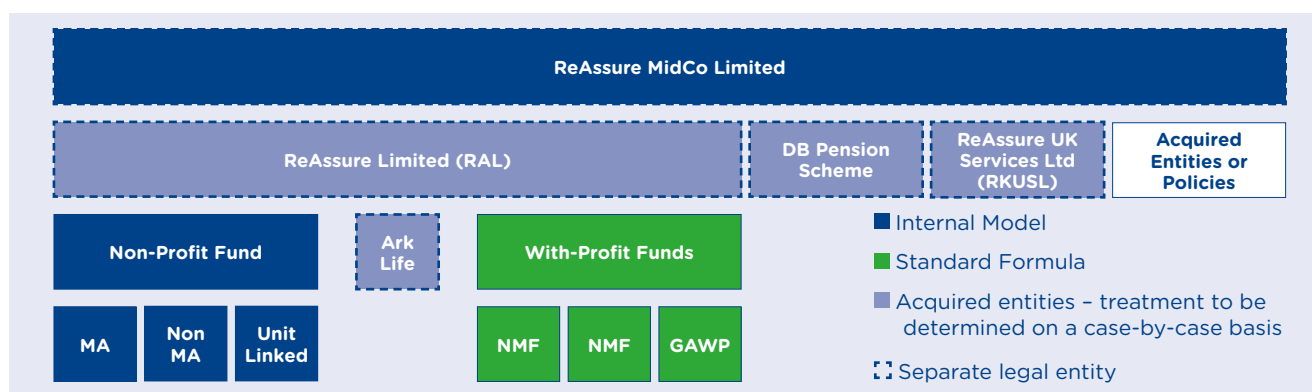 ReAssure MidCo Limited
ReAssure Limited (RAL)
DB Pension
Scheme
ReAssure UK
Services Ltd
(RKUSL)
Acquired
Entities or
Policies
Non-Profit Fund
Ark
Life
With-Profit Funds
MA
Non
MA
Unit
Linked
NMF
NMF
GAWP
Internal Model
Standard Formula
Acquired entities – treatment to be
determined on a case-by-case basis
Separate legal entity